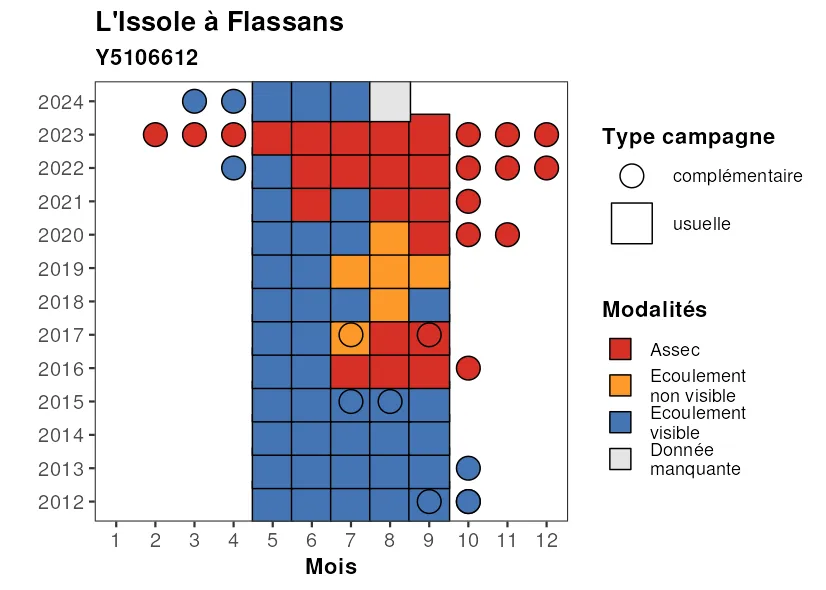 L'Issole à Flassans
Y5106612
2024
2023
2022
2021
2020
2019
2018
2017
2016
2015
2014
2013
2012
1 2 3 4 5 6 7 8 9 10 11 12
Mois
Type campagne
complémentaire
usuelle
Modalités
Assec
Ecoulement
non visible
Ecoulement
visible
Donnée
manquante